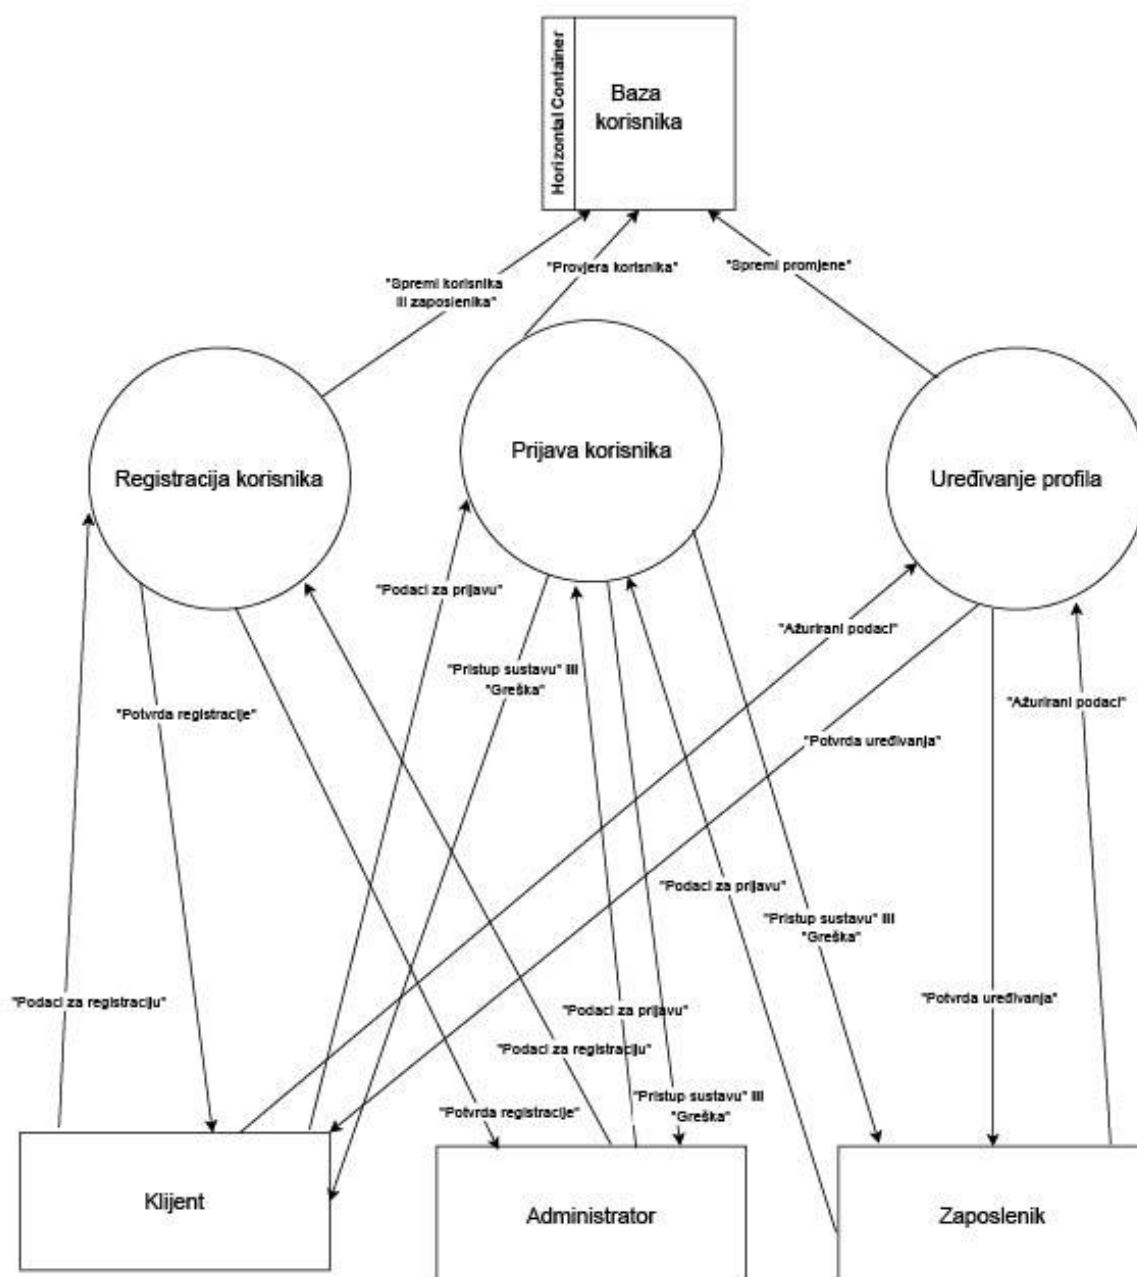 Horizontal Container
Baza
korisnika
"Spremi korisnika
ili zaposlenika"
"Provjera korisnika"
"Spremi promjene"
Registracija korisnika
Prijava korisnika
Uređivanje profila
"Podaci za prijavu"
"Pristup sustavu" ili
"Greška"
"Ažurirani podaci"
"Ažurirani podaci"
"Potvrda registracije"
"Potvrda uređivanja"
"Podaci za prijavu"
"Pristup sustavu" ili
"Greška"
"Podaci za registraciju"
"Potvrda uređivanja"
"Podaci za prijavu"
"Podaci za registraciju"
"Pristup sustavu" ili
"Greška"
"Potvrda registracije"
Klijent
Administrator
Zaposlenik